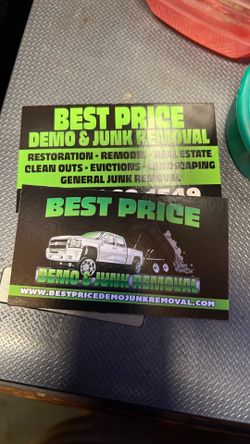 BEST PRICE
DEMO & JUNK REMOVAL
RESTORATION - REMODEL - REAL ESTATE
CLEAN OUTS - EVICTIONS - LANDSCAPING
GENERAL JUNK REMOVAL
BEST PRICE
DEMO & JUNK REMOVAL
WWW.BESTPRICEDEMOJUNKREMOVAL.COM